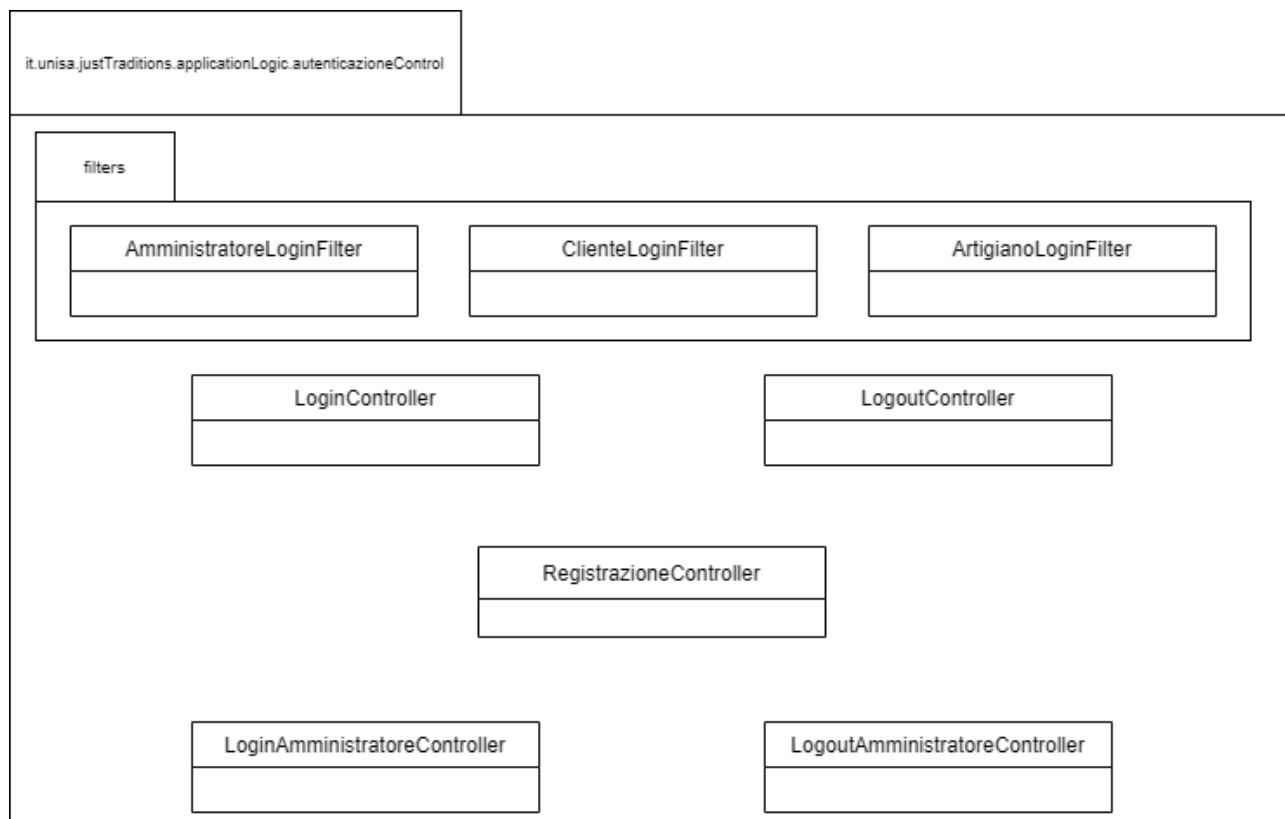 it.unisa.justTraditions.applicationLogic.autenticazioneControl
filters
AmministratoreLoginFilter
ClienteLoginFilter
ArtigianoLoginFilter
LoginController
LogoutController
RegistrazioneController
LoginAmministratoreController
LogoutAmministratoreController